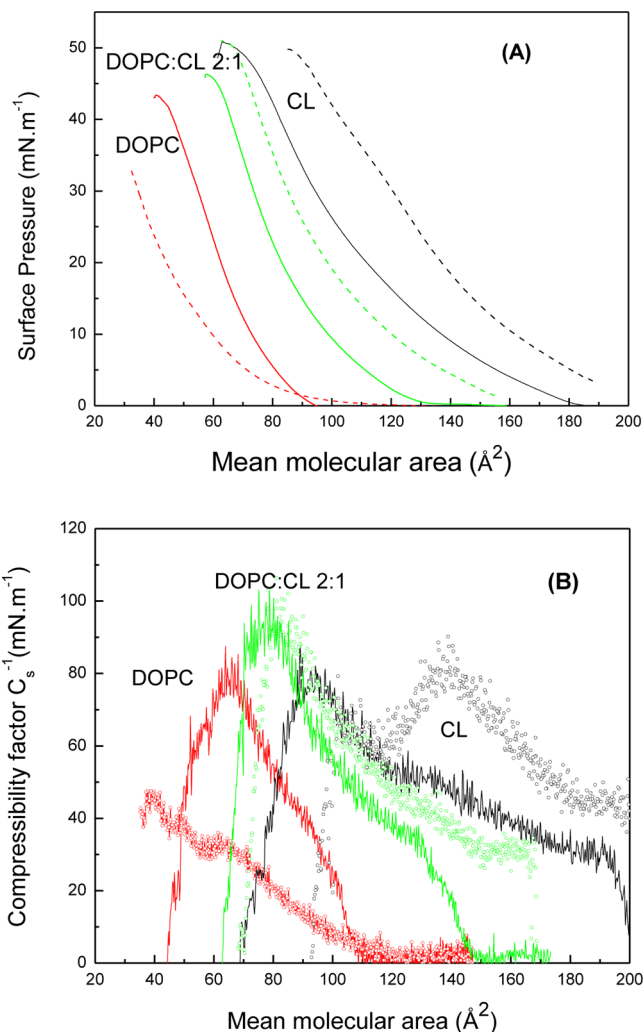 (A)
DOPC:CL 2:1
CL
DOPC
Surface Pressure (mN.m⁻¹)
50
40
30
20
10
0
20 40 60 80 100 120 140 160 180 200
Mean molecular area (Å²)
(B)
DOPC:CL 2:1
DOPC
CL
Compressibility factor Cₛ⁻¹(mN.m⁻¹)
120
100
80
60
40
20
0
20 40 60 80 100 120 140 160 180 200
Mean molecular area (Å²)